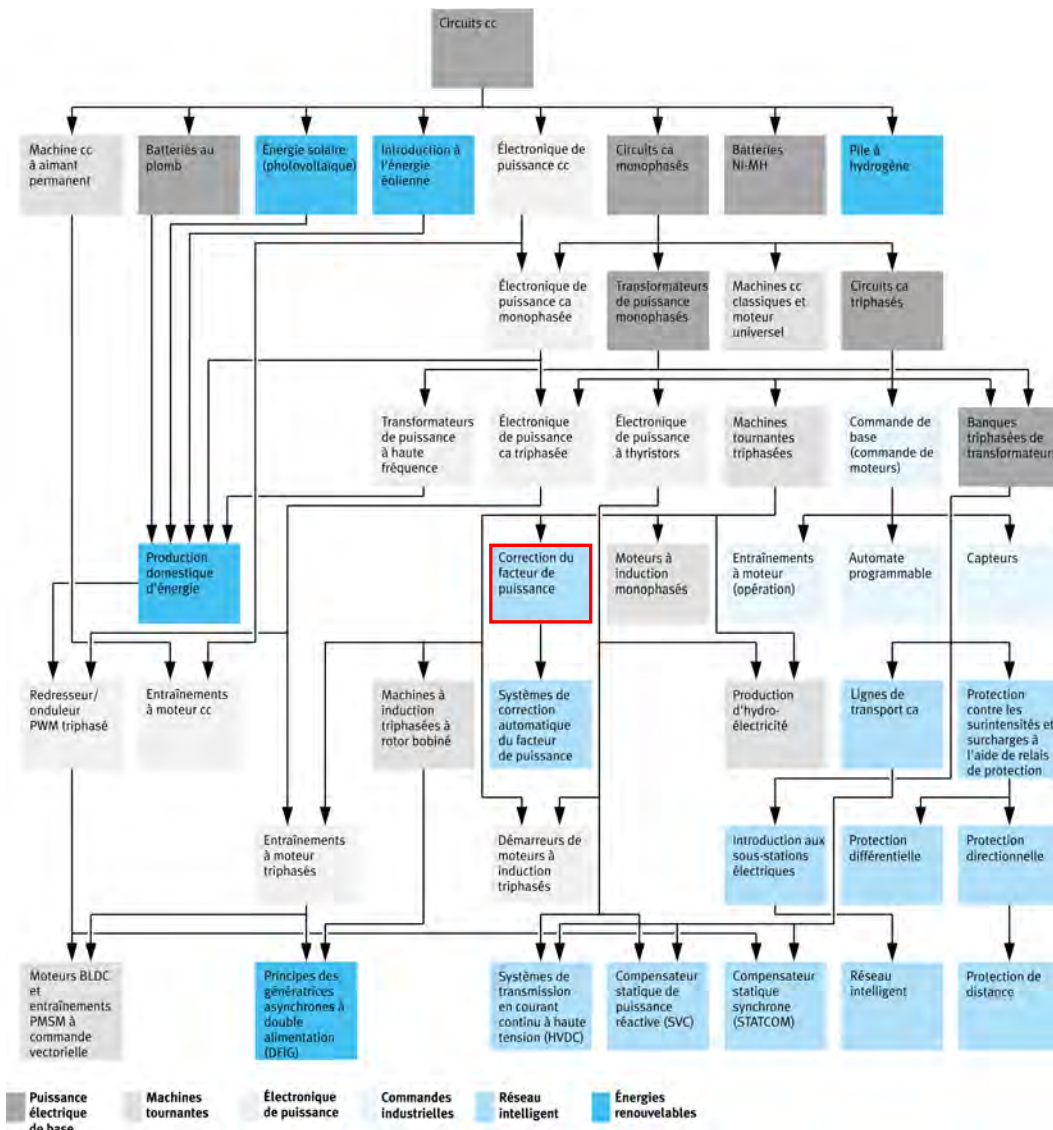 Circuits cc
Machine cc
à aimant
permanent
Batteries au
plomb
Énergie solaire
(photovoltaïque)
Introduction à
l'énergie
éolienne
Électronique de
puissance cc
Circuits ca
monophasés
Batteries
Ni-MH
Pile à
hydrogène
Électronique de
puissance ca
monophasée
Transformateurs
de puissance
monophasés
Machines cc
classiques et
moteur
universel
Circuits ca
triphasés
Transformateurs
de puissance
à haute
fréquence
Électronique
de puissance
ca triphasée
Électronique
de puissance
à thyristors
Machines
tournantes
triphasées
Commande de
base
(commande de
moteurs)
Banques
triphasées de
transformateurs
Production
domestique
d'énergie
Correction du
facteur de
puissance
Moteurs à
induction
monophasés
Entraînements
à moteur
(opération)
Automate
programmable
Capteurs
Redresseur/
onduleur
PWM triphasé
Entraînements
à moteur cc
Machines à
induction
triphasées à
rotor bobiné
Systèmes de
correction
automatique
du facteur
de puissance
Production
d'hydro-
électricité
Lignes de
transport ca
Protection
contre les
surintensités et
surcharges à
l'aide de relais
de protection
Entraînements
à moteur
triphasés
Démarreurs de
moteurs à
induction
triphasés
Introduction aux
sous-stations
électriques
Protection
différentielle
Protection
directionnelle
Moteurs BLDC
et
entraînements
PMSM à
commande
vectorielle
Principes des
génératrices
asynchrones à
double
alimentation
(DFIG)
Systèmes de
transmission
en courant
continu à haute
tension (HVDC)
Compensateur
statique de
puissance
réactive (SVC)
Compensateur
statique
synchrone
(STATCOM)
Réseau
intelligent
Protection de
distance
Puissance
électrique
de base
Machines
tournantes
Électronique
de puissance
Commandes
industrielles
Réseau
intelligent
Énergies
renouvelables